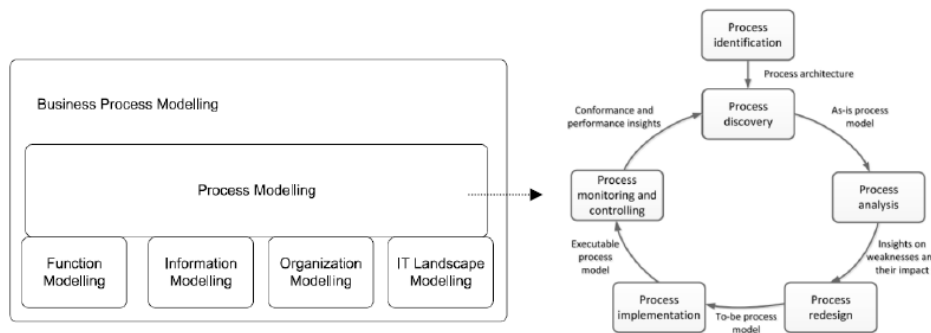 Business Process Modelling
Process Modelling
Function
Modelling
Information
Modelling
Organization
Modelling
IT Landscape
Modelling
Process
identification
Process architecture
Process
discovery
As-is process
model
Process
analysis
Insights on
weaknesses an
their impact
Process
redesign
To-be process
model
Process
implementation
Executable
process
model
Process
monitoring and
controlling
Conformance and
performance insights